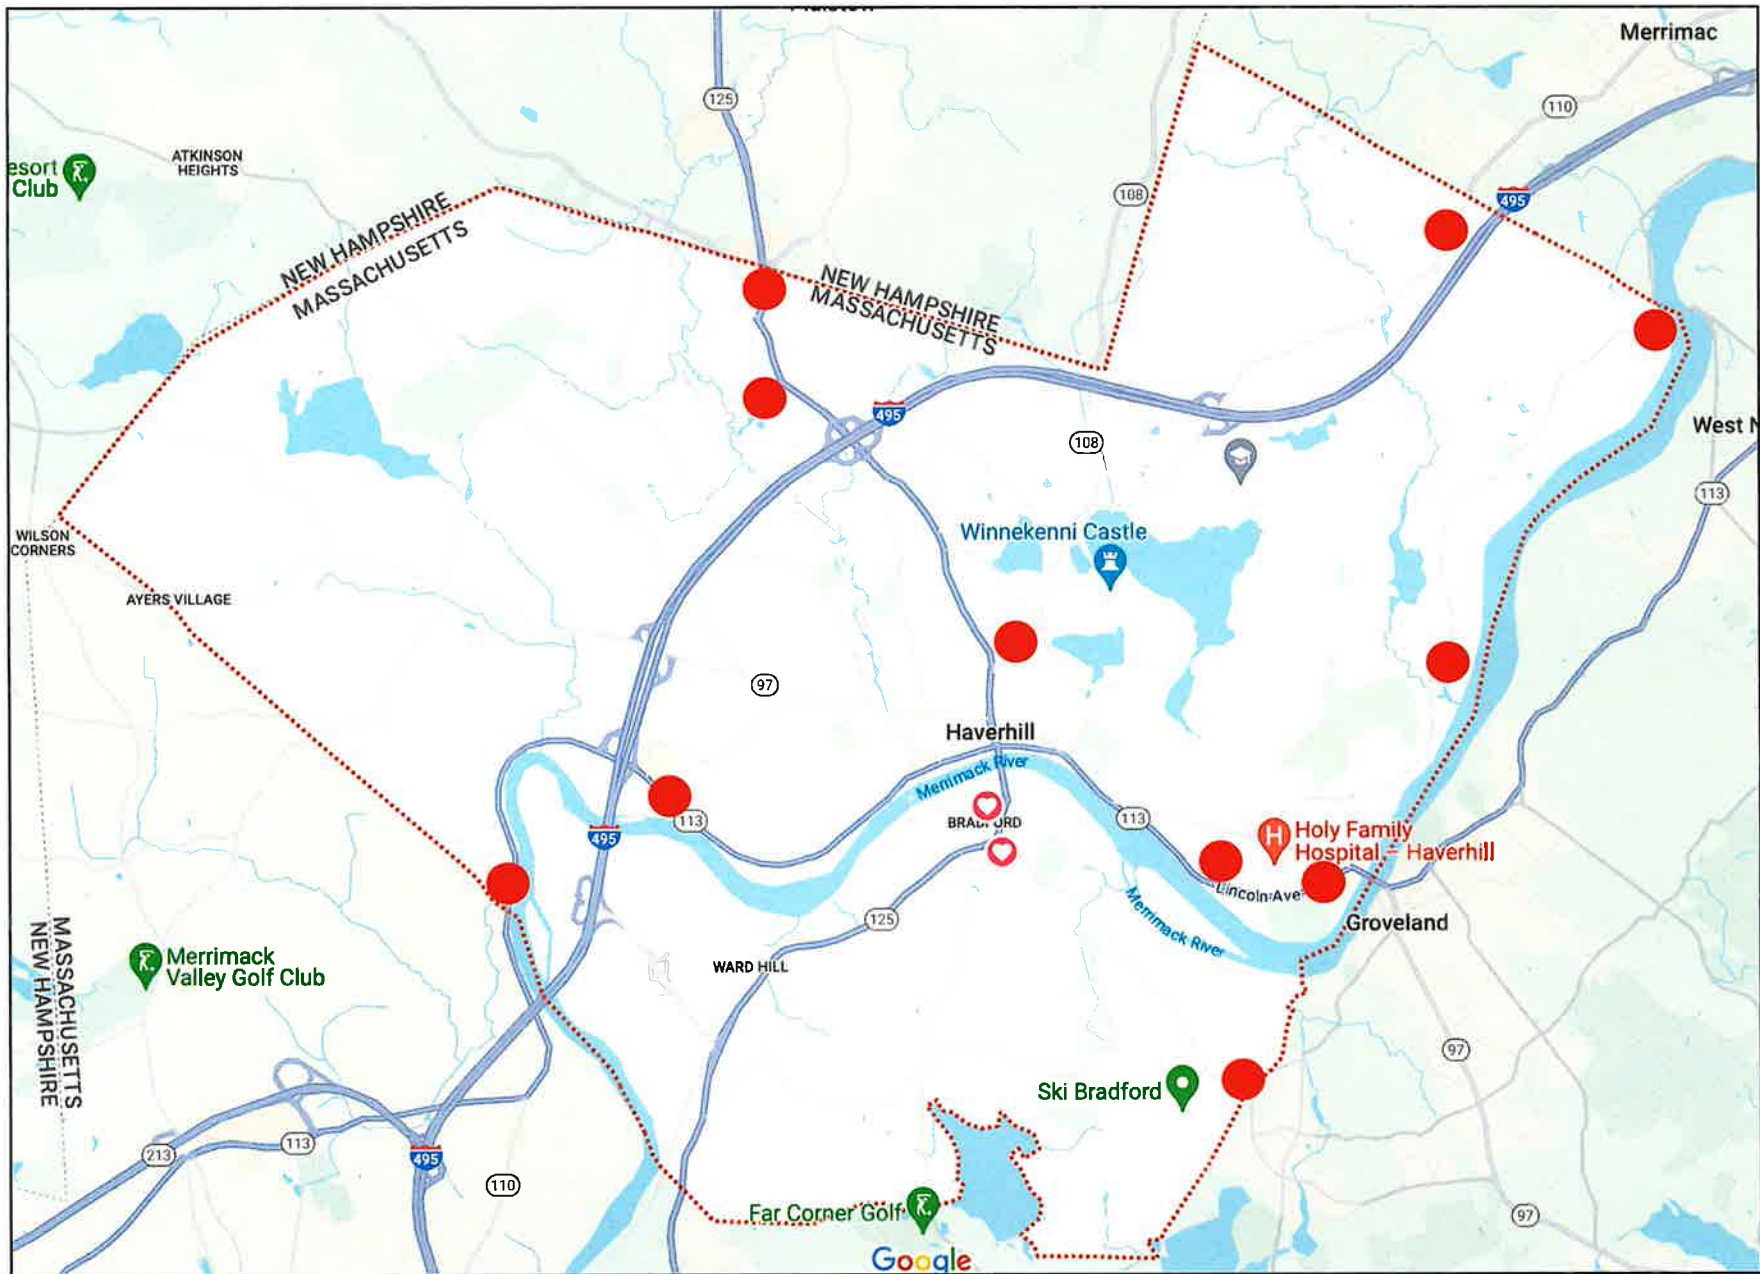 Merrimac
125
110
ATKINSON
HEIGHTS
esort
Club
108
495
NEW HAMPSHIRE
MASSACHUSETTS
NEW HAMPSHIRE
MASSACHUSETTS
495
West N
108
113
WILSON
CORNERS
Winnekenni Castle
AYERS VILLAGE
97
Haverhill
Merrimack River
113
495
BRADFORD
113
Holy Family
Hospital - Haverhill
Lincoln Ave
Merrimack River
Groveland
125
MASSACHUSETTS
NEW HAMPSHIRE
Merrimack
Valley Golf Club
WARD HILL
97
Ski Bradford
213
113
495
110
Far Corner Golf
97
Google